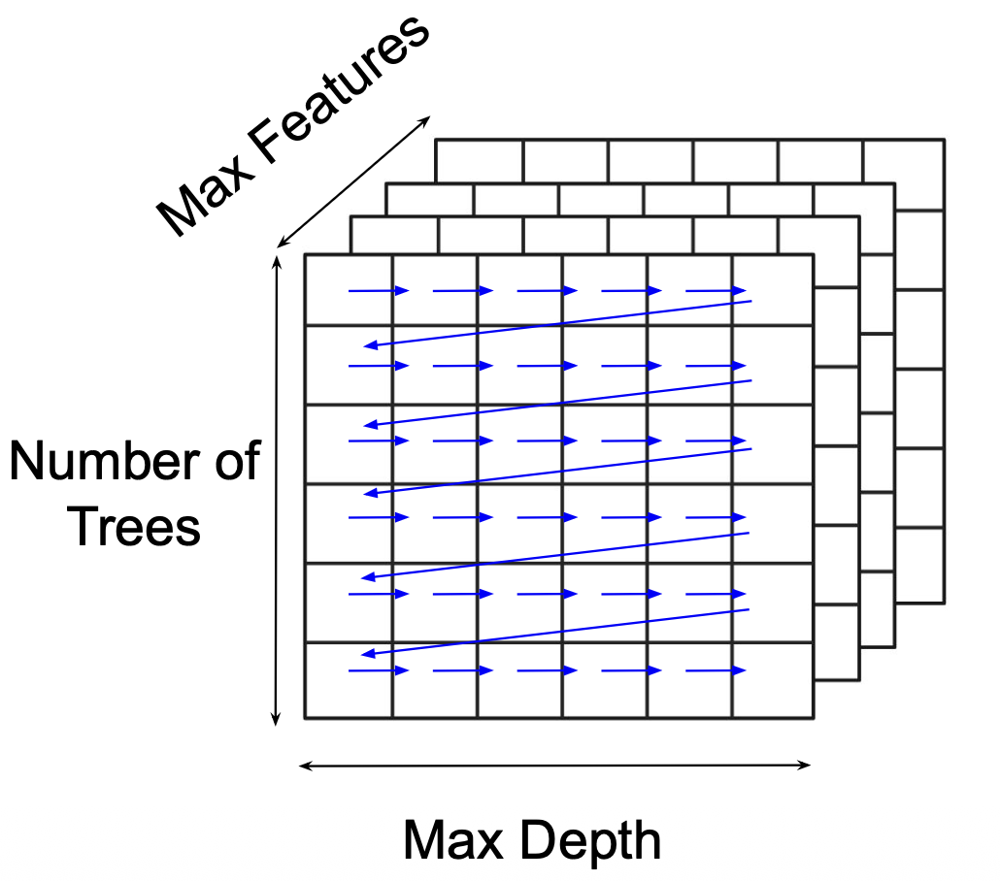 Max Features
Number of
Trees
Max Depth